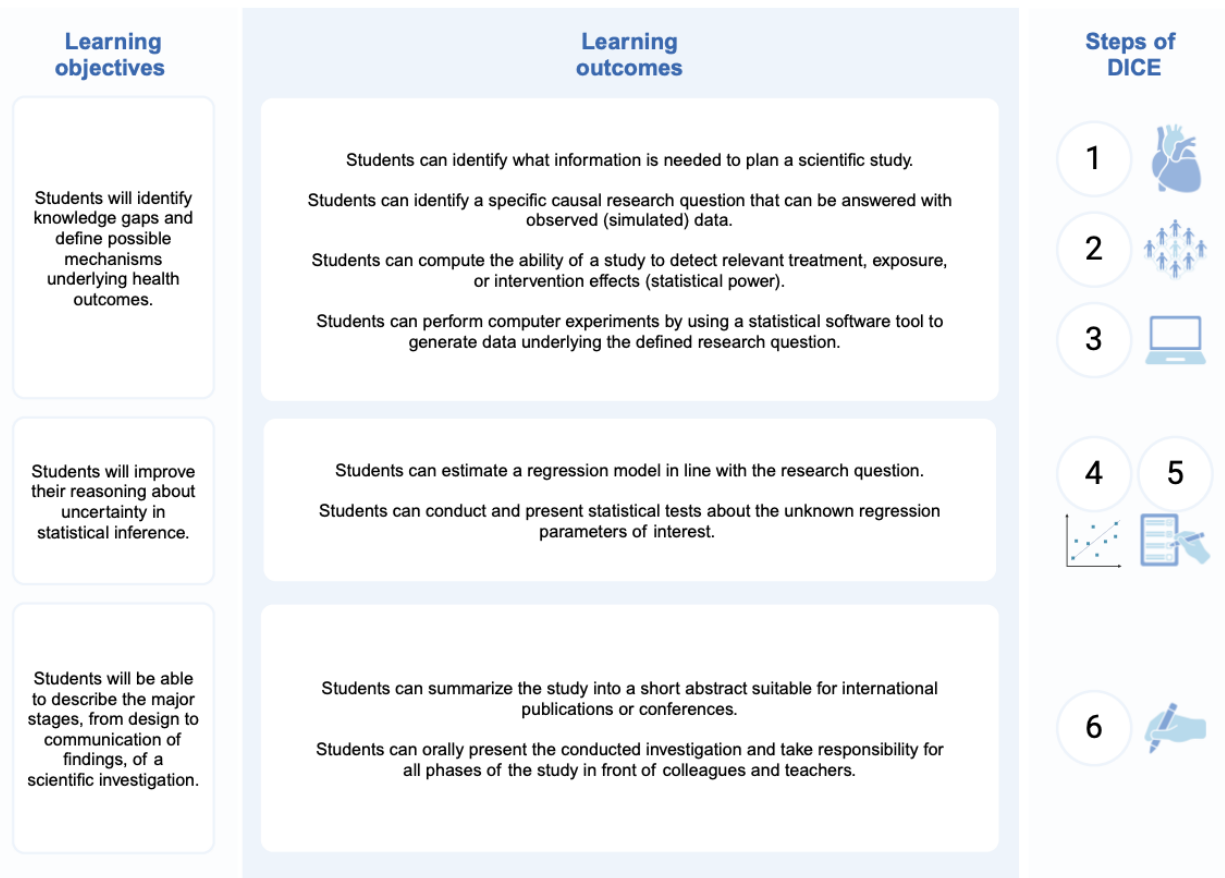 Learning
objectives
Learning
outcomes
Steps of
DICE
Students will identify
knowledge gaps and
define possible
mechanisms
underlying health
outcomes.
Students can identify what information is needed to plan a scientific study.
Students can identify a specific causal research question that can be answered with
observed (simulated) data.
Students can compute the ability of a study to detect relevant treatment, exposure,
or intervention effects (statistical power).
Students can perform computer experiments by using a statistical software tool to
generate data underlying the defined research question.
1
2
3
Students will improve
their reasoning about
uncertainty in
statistical inference.
Students can estimate a regression model in line with the research question.
Students can conduct and present statistical tests about the unknown regression
parameters of interest.
4
5
Students will be able
to describe the major
stages, from design to
communication of
findings, of a
scientific investigation.
Students can summarize the study into a short abstract suitable for international
publications or conferences.
Students can orally present the conducted investigation and take responsibility for
all phases of the study in front of colleagues and teachers.
6